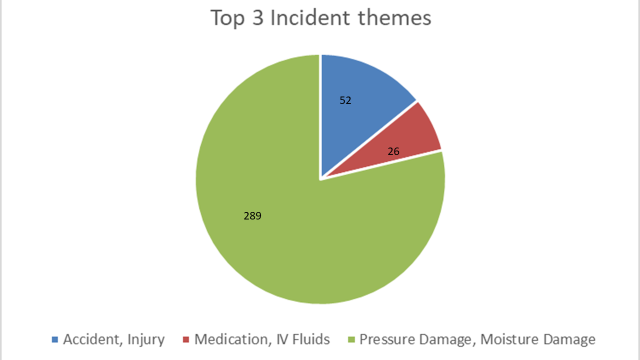 Top 3 Incident themes
52
26
289
Accident, Injury Medication, IV Fluids Pressure Damage, Moisture Damage